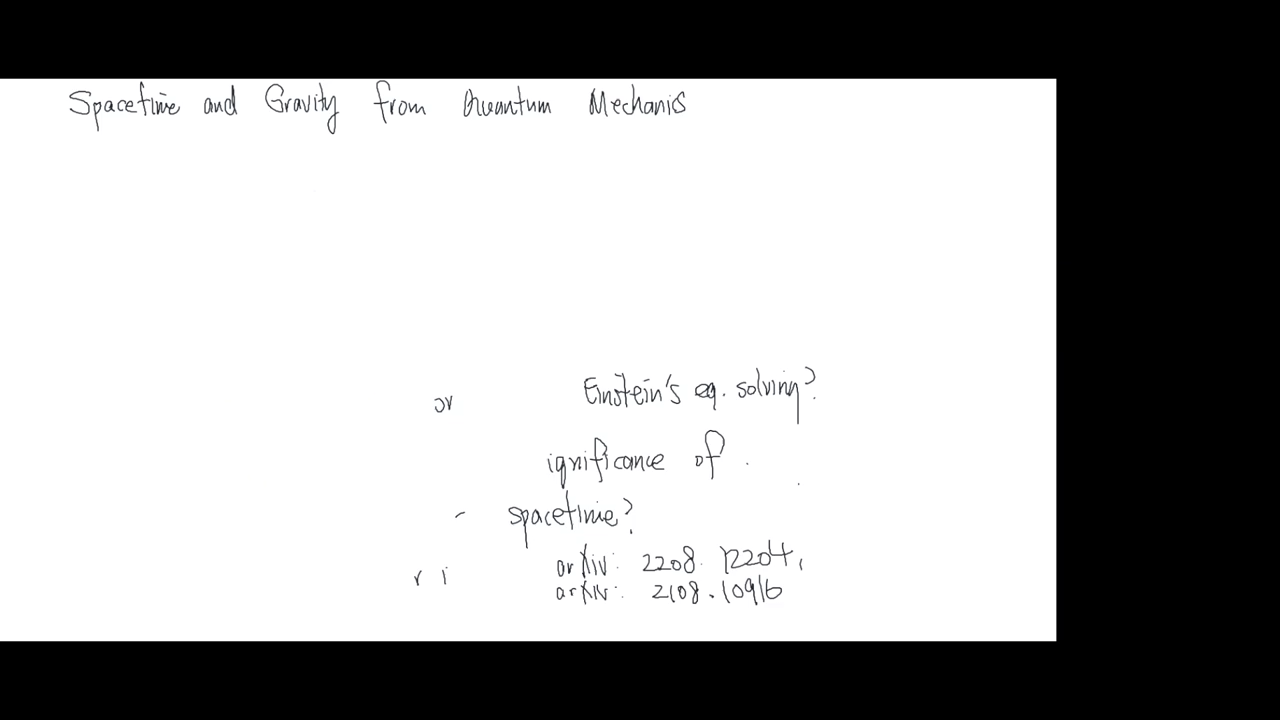 Spacetime and Gravity from Quantum Mechanics
or Einstein's eq. solving?
ignificance of
spacetime?
arXiv: 2208.12204,
arXiv: 2108.10916